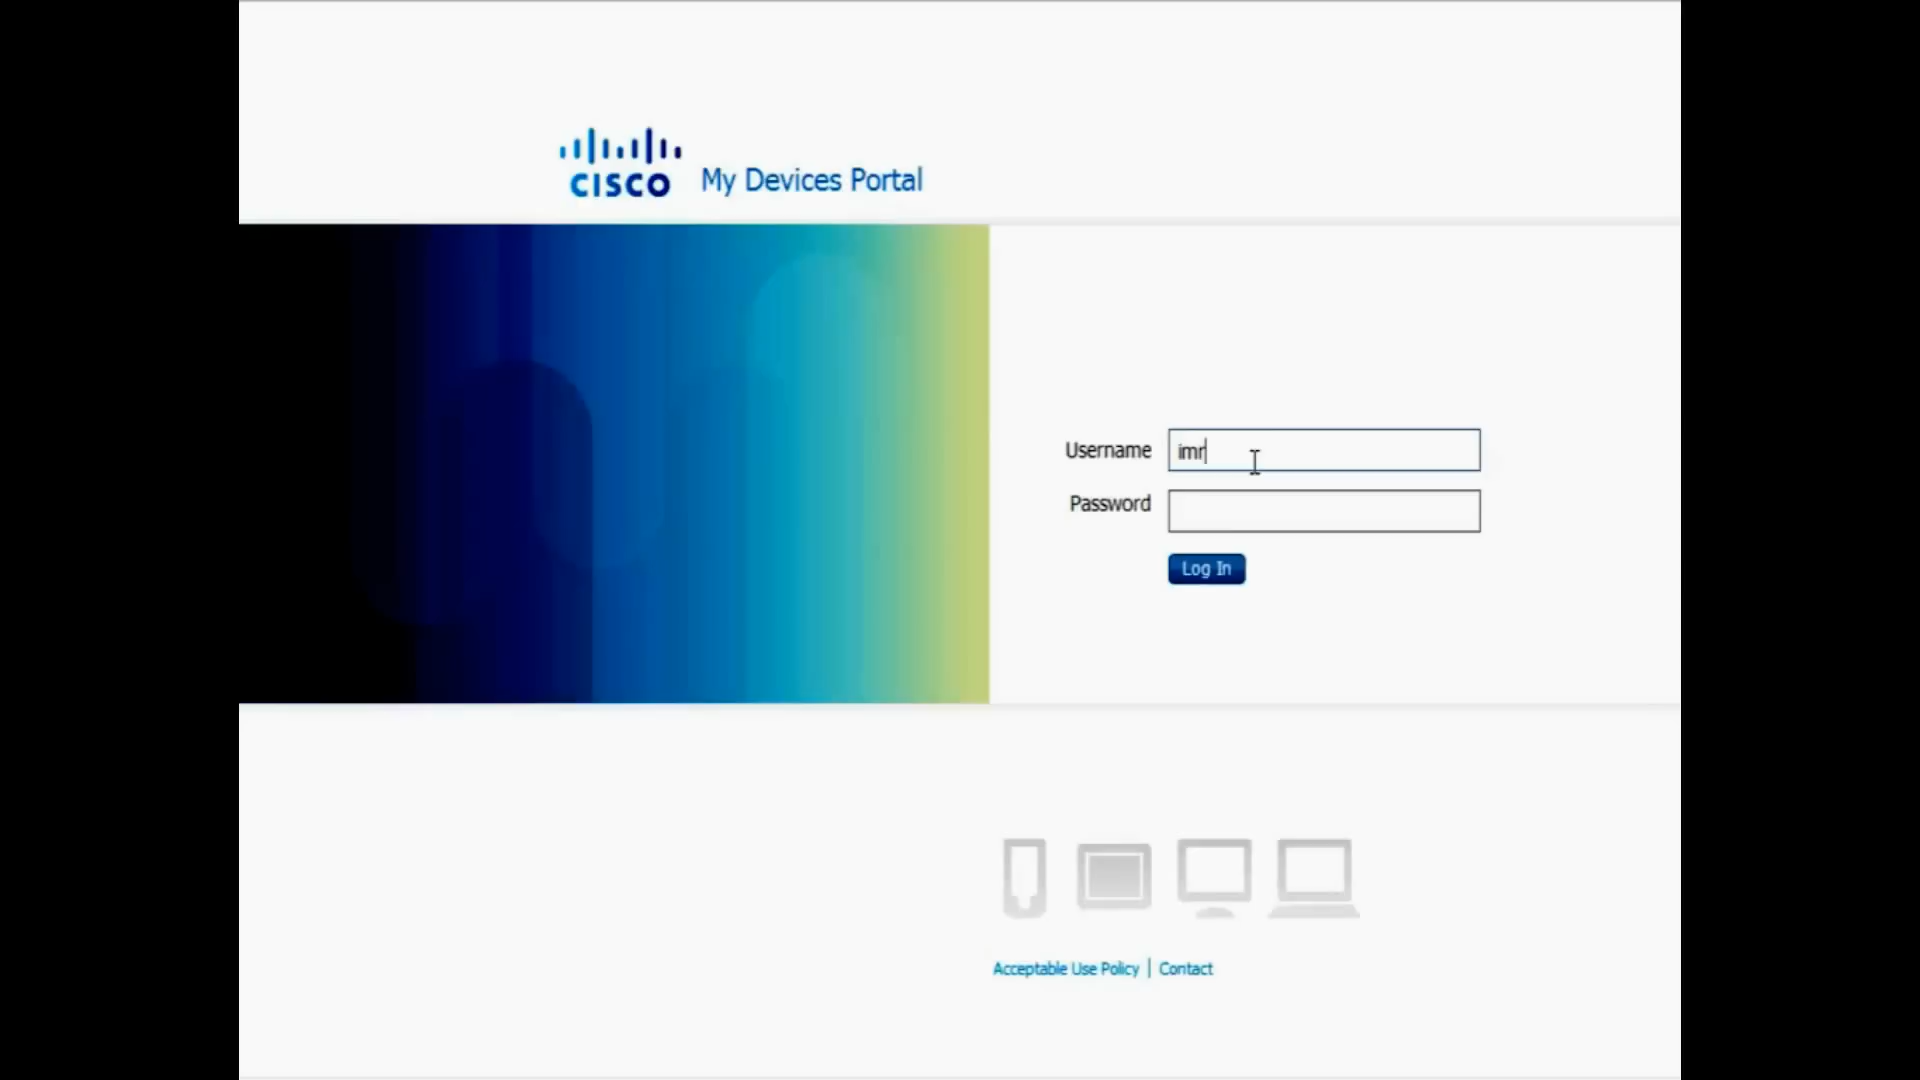 CISCO My Devices Portal
Username imr
Password
Log In
Acceptable Use Policy | Contact